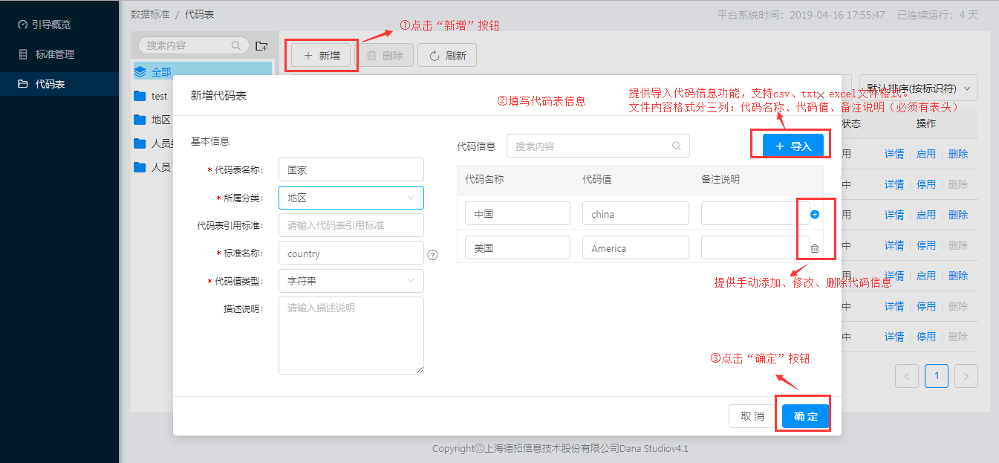 引导概览
标准管理
代码表
数据标准 / 代码表
平台系统时间：2019-04-16 17:55:47 已连续运行：4 天
①点击“新增”按钮
搜索内容
新增
删除
刷新
全部
test
地区
人员
新增代码表
②填写代码表信息
提供导入代码信息功能，支持csv、txt、excel文件格式。
文件内容格式分三列：代码名称、代码值、备注说明（必须有表头）
默认排序(按标识符)
状态 操作
基本信息
代码信息 搜索内容
+ 导入
* 代码表名称： 国家
* 所属分类： 地区
代码表引用标准： 请输入代码表引用标准
* 标准名称： country ?
* 代码值类型： 字符串
描述说明： 请输入描述说明
代码名称 代码值 备注说明
中国 china
美国 America
提供手动添加、修改、删除代码信息
用 详情 启用 删除
中 详情 停用 删除
用 详情 启用 删除
中 详情 停用 删除
用 详情 启用 删除
中 详情 停用 删除
中 详情 停用 删除
人员
③点击“确定”按钮
< 1 >
取 消
确 定
Copyright©上海德拓信息技术股份有限公司Dana Studiov4.1